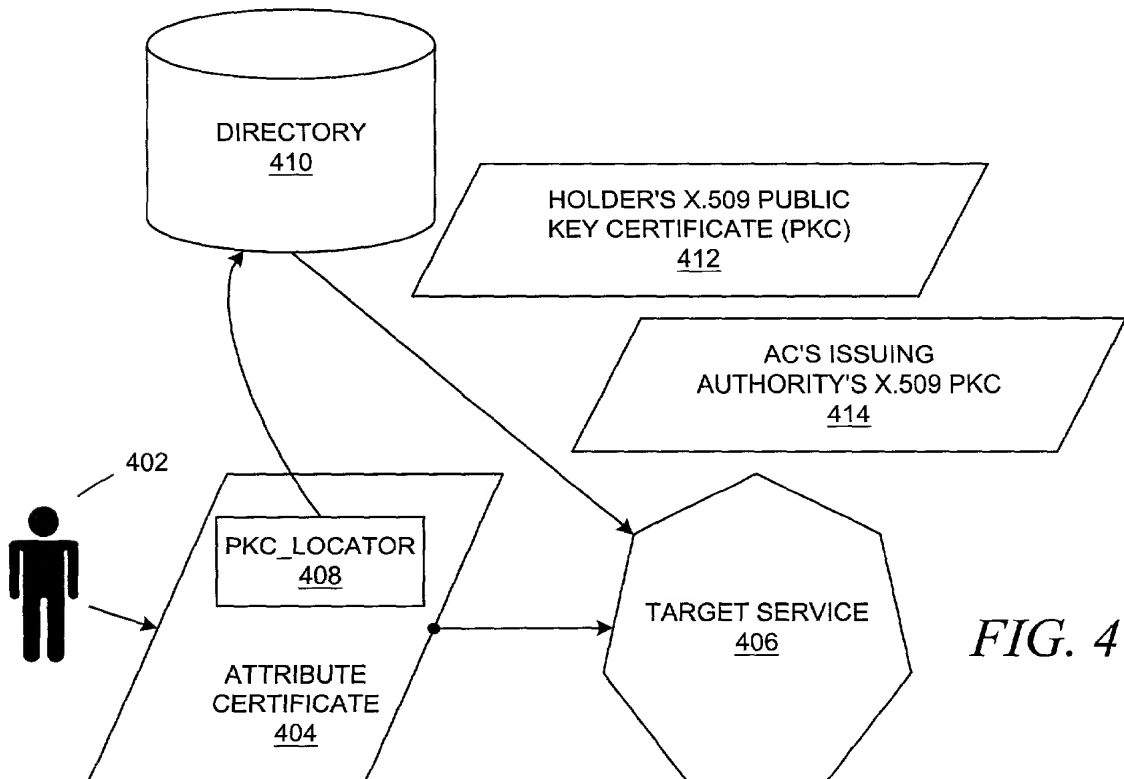 DIRECTORY
410
HOLDER'S X.509 PUBLIC
KEY CERTIFICATE (PKC)
412
AC'S ISSUING
AUTHORITY'S X.509 PKC
414
402
PKC_LOCATOR
408
ATTRIBUTE
CERTIFICATE
404
TARGET SERVICE
406
FIG. 4